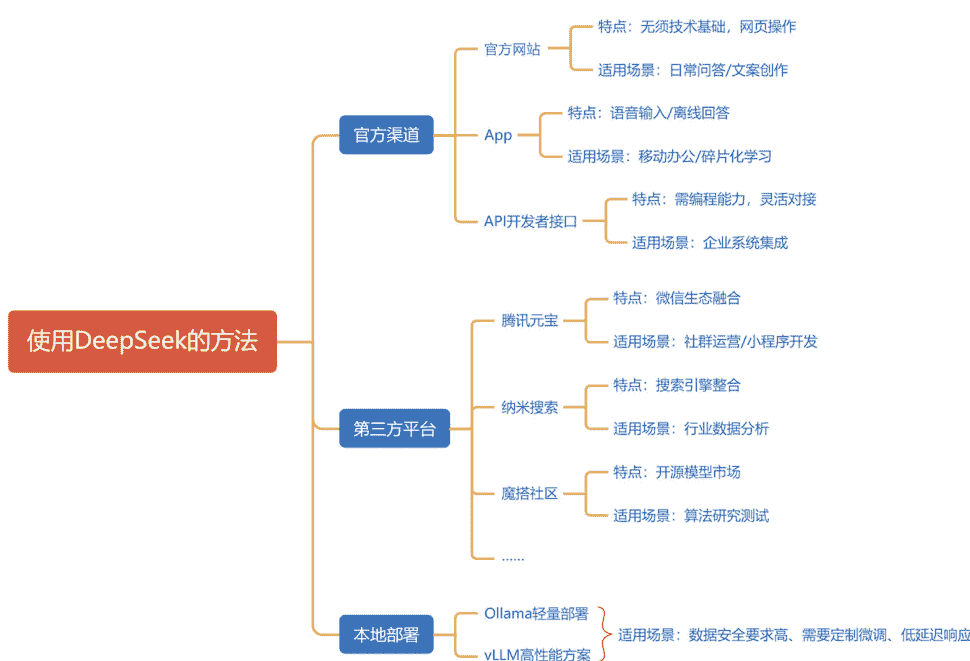 使用DeepSeek的方法
官方渠道
官方网站
特点：无须技术基础，网页操作
适用场景：日常问答/文案创作
App
特点：语音输入/离线回答
适用场景：移动办公/碎片化学习
API开发者接口
特点：需编程能力，灵活对接
适用场景：企业系统集成
第三方平台
腾讯元宝
特点：微信生态融合
适用场景：社群运营/小程序开发
纳米搜索
特点：搜索引擎整合
适用场景：行业数据分析
魔搭社区
特点：开源模型市场
适用场景：算法研究测试
......
本地部署
Ollama轻量部署
vLLM高性能方案
适用场景：数据安全要求高、需要定制微调、低延迟响应